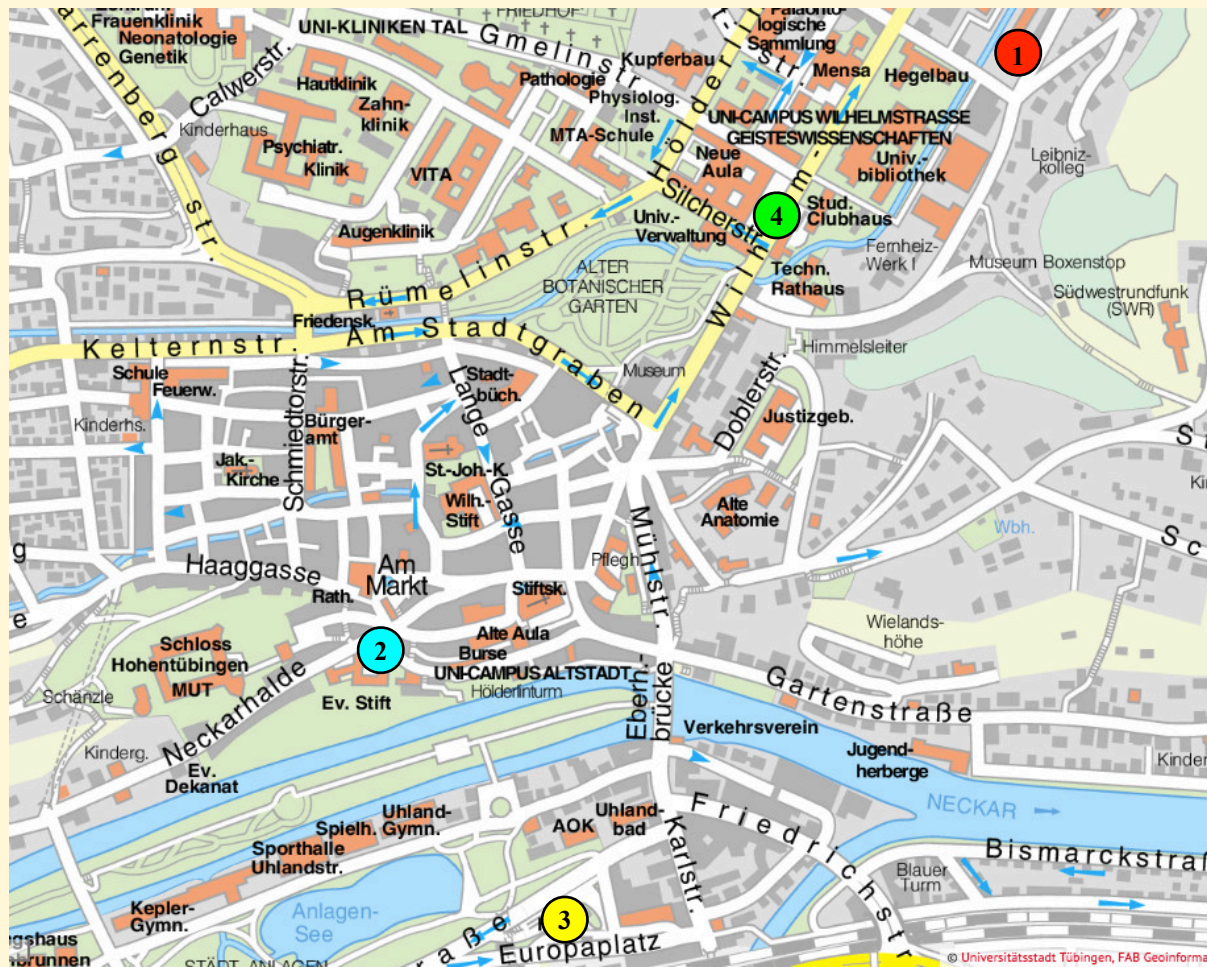 FRIEDHOF
Frauenklinik
Neonatologie
Genetik
UNI-KLINIKEN TAL
Gmelinstr.
Kupferbau
Paläonto-
logische
Sammlung
Mensa
Hegelbau
1
Calwerstr.
Hautklinik
Zahn-
klinik
Pathologie
Physiolog.
Inst.
MTA-Schule
UNI-CAMPUS WILHELMSTRASSE
GEISTESWISSENSCHAFTEN
Kinderhaus
Psychiatr.
Klinik
VITA
Neue
Aula
Univ.-
bibliothek
Leibniz-
kolleg
Silcherstr.
4
Stud.
Clubhaus
Augenklinik
Univ.-
Verwaltung
Fernheiz-
Werk I
Techn.
Rathaus
Museum Boxenstop
Südwestrundfunk
(SWR)
ALTER
BOTANISCHER
GARTEN
Rümelinstr.
Wilhelm-
Friedensk.
Am Stadtgraben
Kelternstr.
Himmelsleiter
Museum
Schule
Feuerw.
Schmiedtorstr.
Lange
Gasse
Stadt-
büch.
Doblerstr.
Justizgeb.
Kinderhs.
Bürger-
amt
Jak.-
Kirche
St.-Joh.-K.
Wilh.-
Stift
Alte
Anatomie
Wbh.
Mühlstr.
Pflegh.
Haaggasse
Am
Markt
Rath.
Stiftsk.
Wielands-
höhe
2
Alte Aula
Burse
Schloss
Hohentübingen
MUT
UNI-CAMPUS ALTSTADT
Hölderlinturm
Schänzle
Ev. Stift
Neckarhalde
Eberh.-
brücke
Gartenstraße
Verkehrsverein
Kinderg.
Ev.
Dekanat
Jugend-
herberge
NECKAR
Uhland-
Gymn.
Spielh.
Sporthalle
Uhlandstr.
AOK
Uhland-
bad
Karlstr.
Friedrichstr
Blauer
Turm
Kepler-
Gymn.
Anlagen-
See
3
Europaplatz
STÄDT. ANLAGEN
© Universitätsstadt Tübingen, FAB Geoinforma